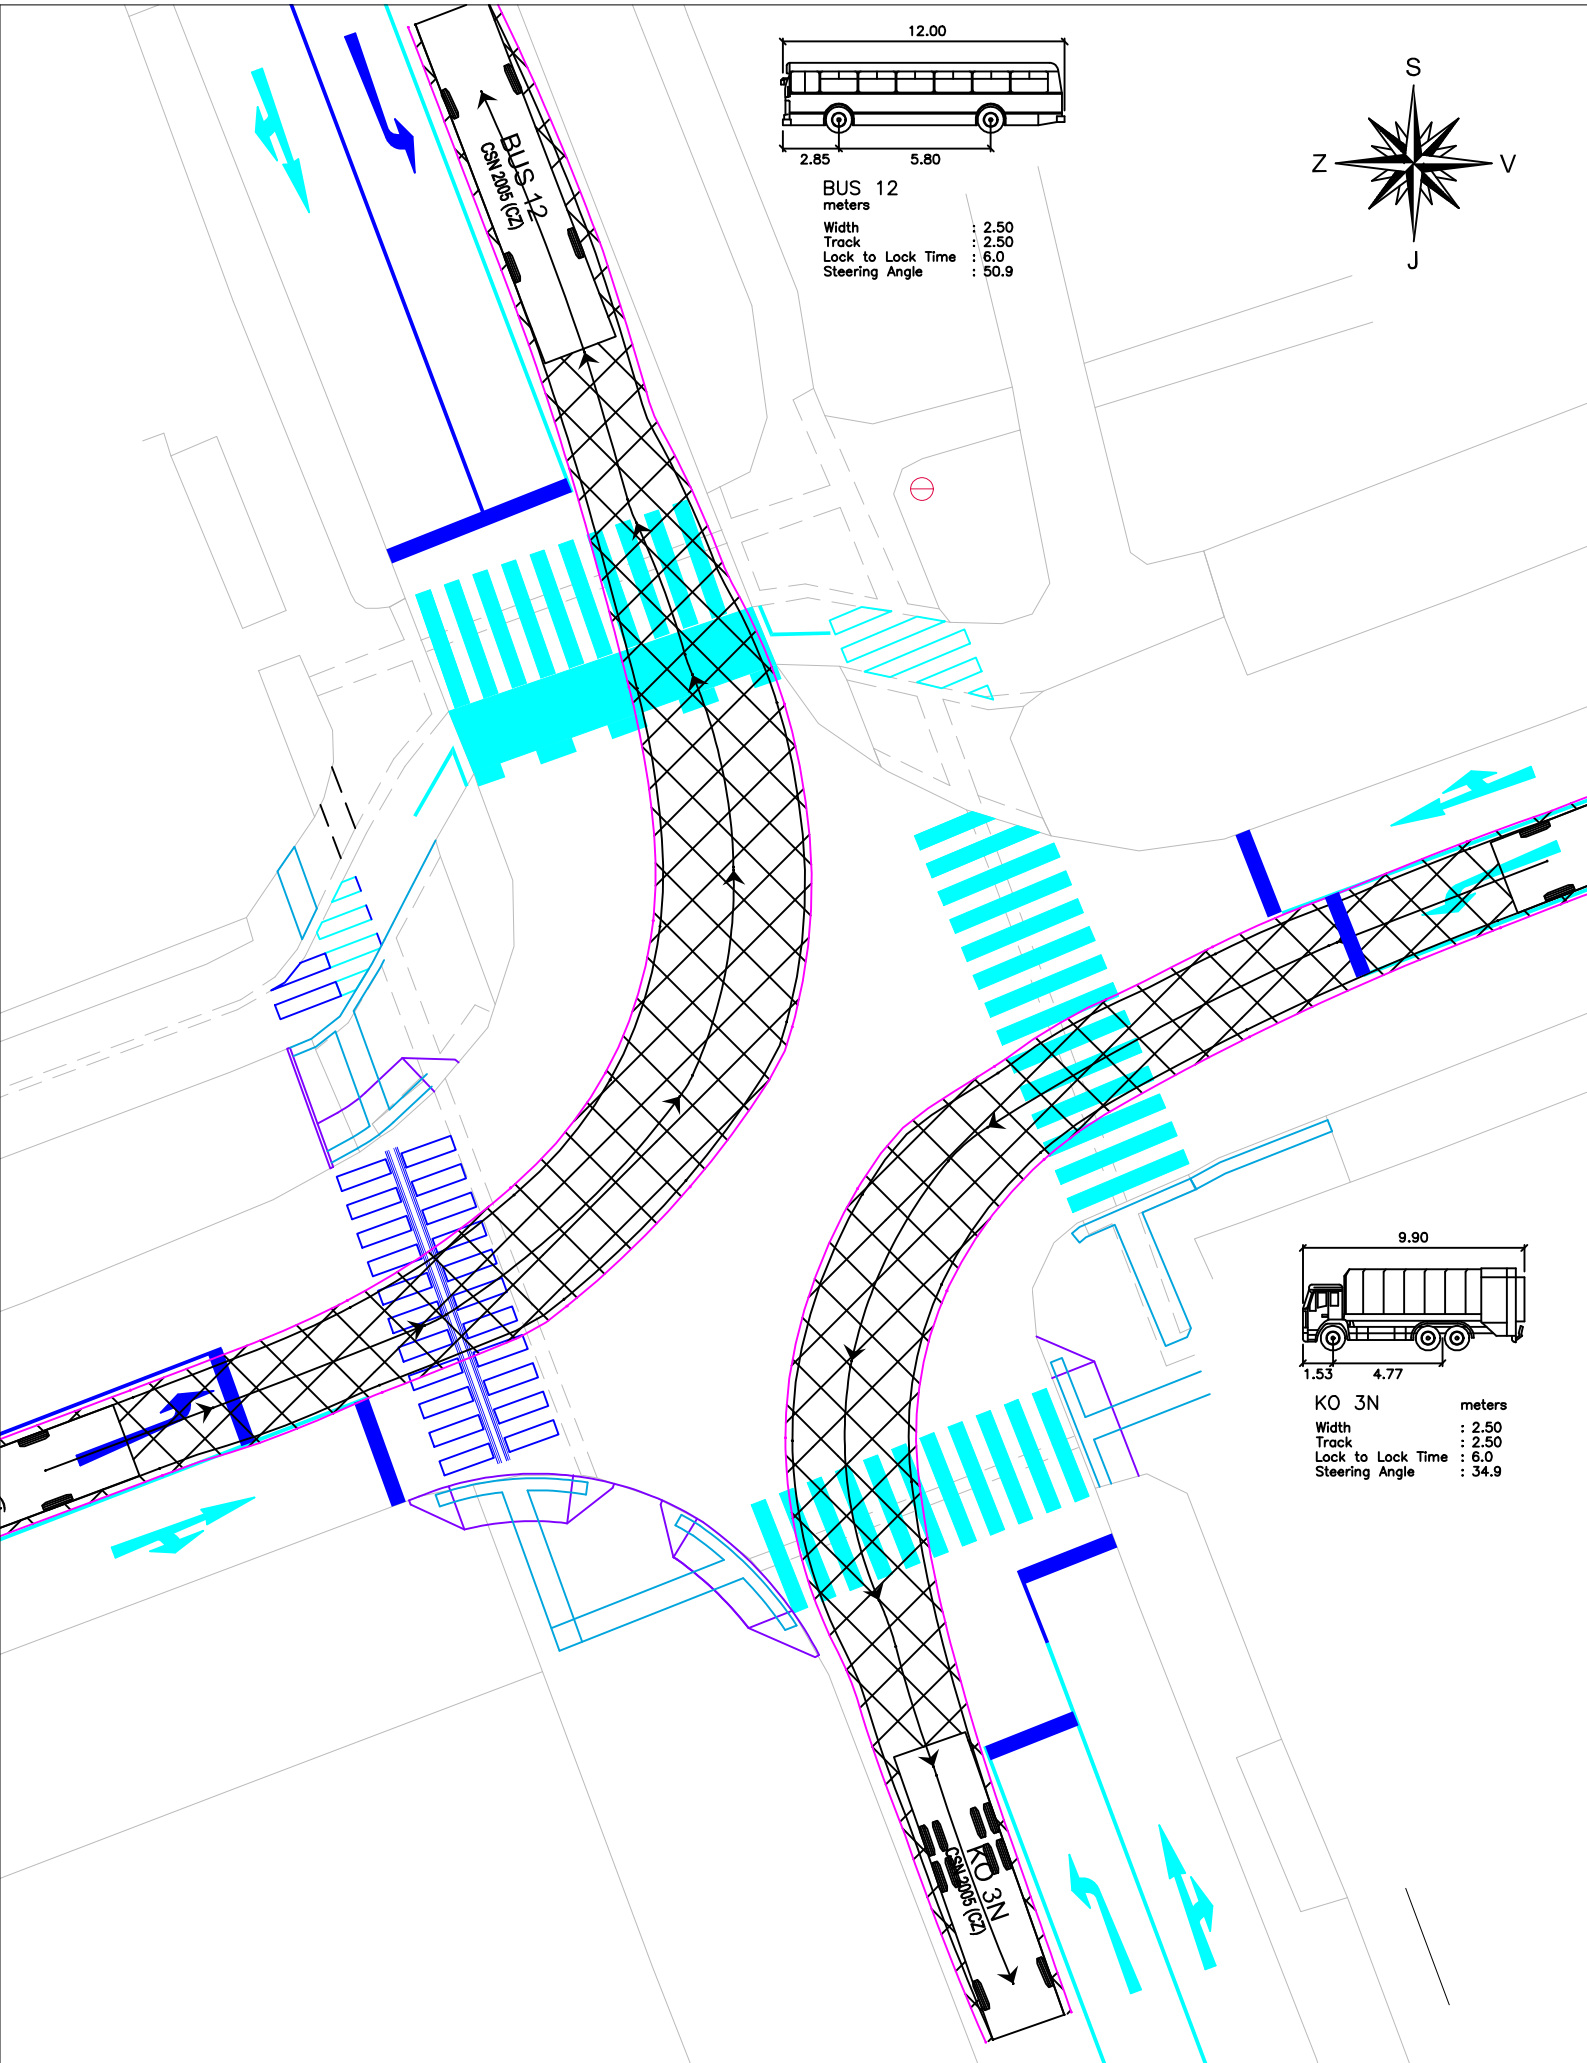 12.00
2.85 5.80
BUS 12
meters
Width : 2.50
Track : 2.50
Lock to Lock Time : 6.0
Steering Angle : 50.9
S
Z V
J
BUS 12
CSN 2005 (CZ)
9.90
1.53 4.77
KO 3N meters
Width : 2.50
Track : 2.50
Lock to Lock Time : 6.0
Steering Angle : 34.9
KO 3N
CSN 2005 (CZ)